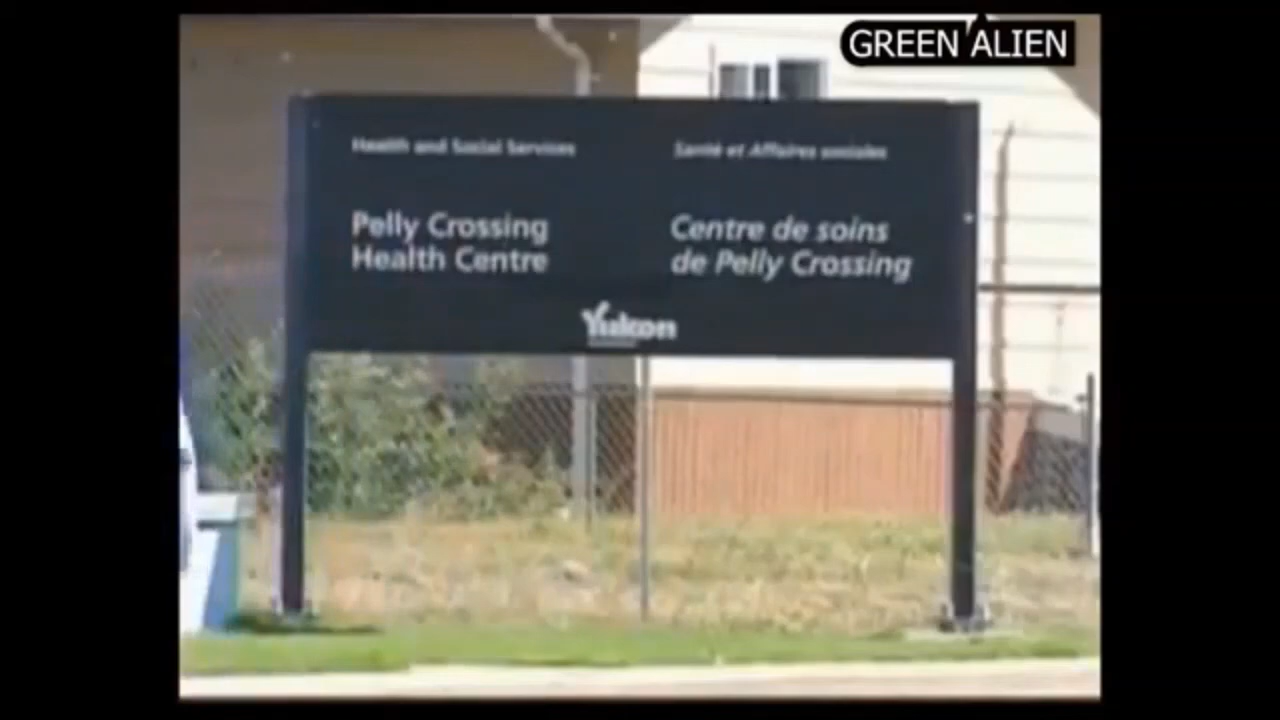 GREEN ALIEN
Health and Social Services
Santé et Affaires sociales
Pelly Crossing
Health Centre
Centre de soins
de Pelly Crossing
Yukon